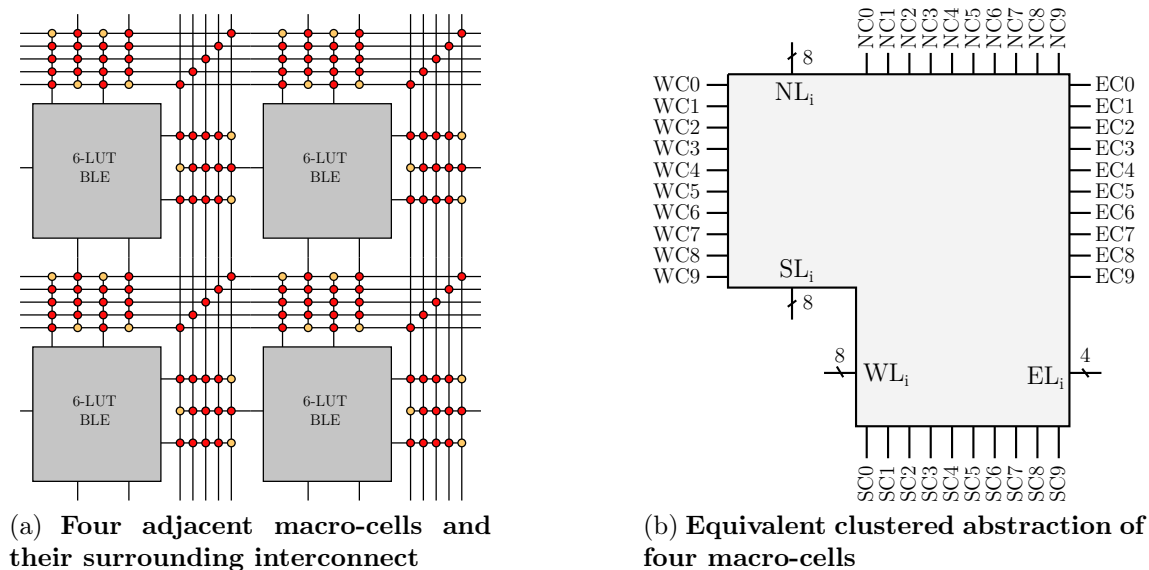 6-LUT
BLE
6-LUT
BLE
6-LUT
BLE
6-LUT
BLE
(a) Four adjacent macro-cells and
their surrounding interconnect
NC0
NC1
NC2
NC3
NC4
NC5
NC6
NC7
NC8
NC9
8
NLi
WC0
WC1
WC2
WC3
WC4
WC5
WC6
WC7
WC8
WC9
EC0
EC1
EC2
EC3
EC4
EC5
EC6
EC7
EC8
EC9
SLi
8
8
WLi
ELi
4
SC0
SC1
SC2
SC3
SC4
SC5
SC6
SC7
SC8
SC9
(b) Equivalent clustered abstraction of
four macro-cells